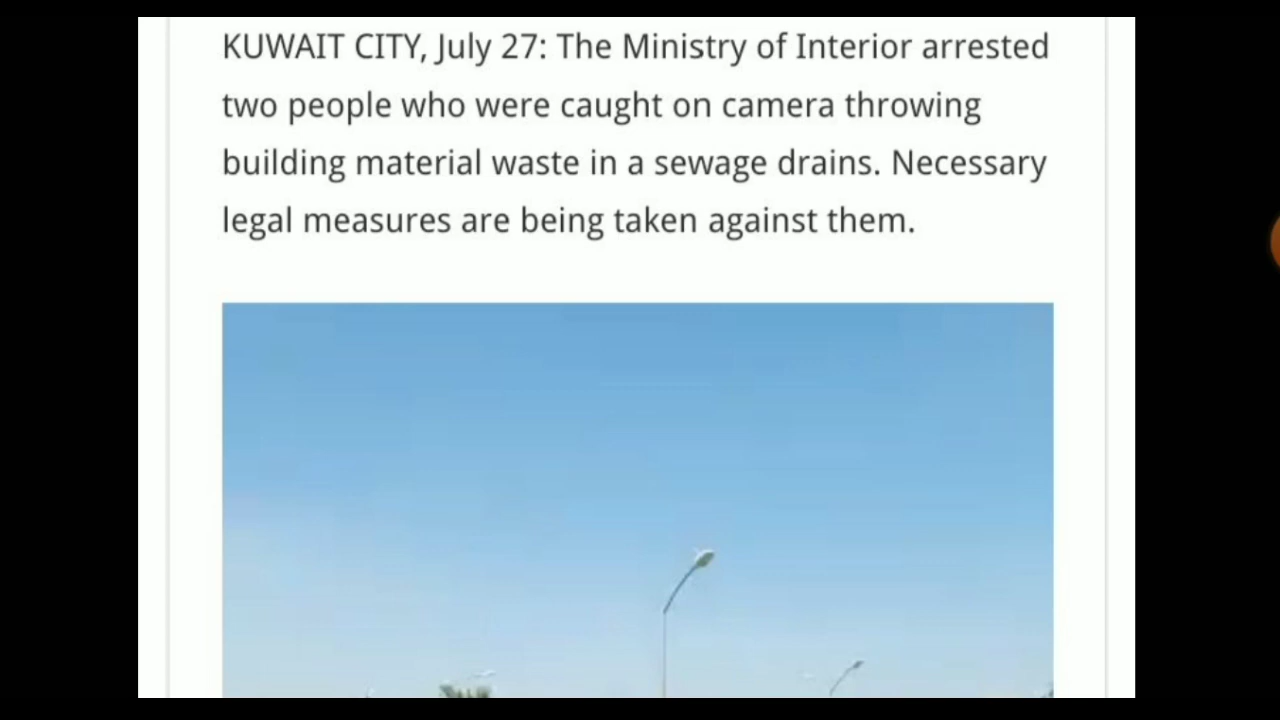 KUWAIT CITY, July 27: The Ministry of Interior arrested
two people who were caught on camera throwing
building material waste in a sewage drains. Necessary
legal measures are being taken against them.